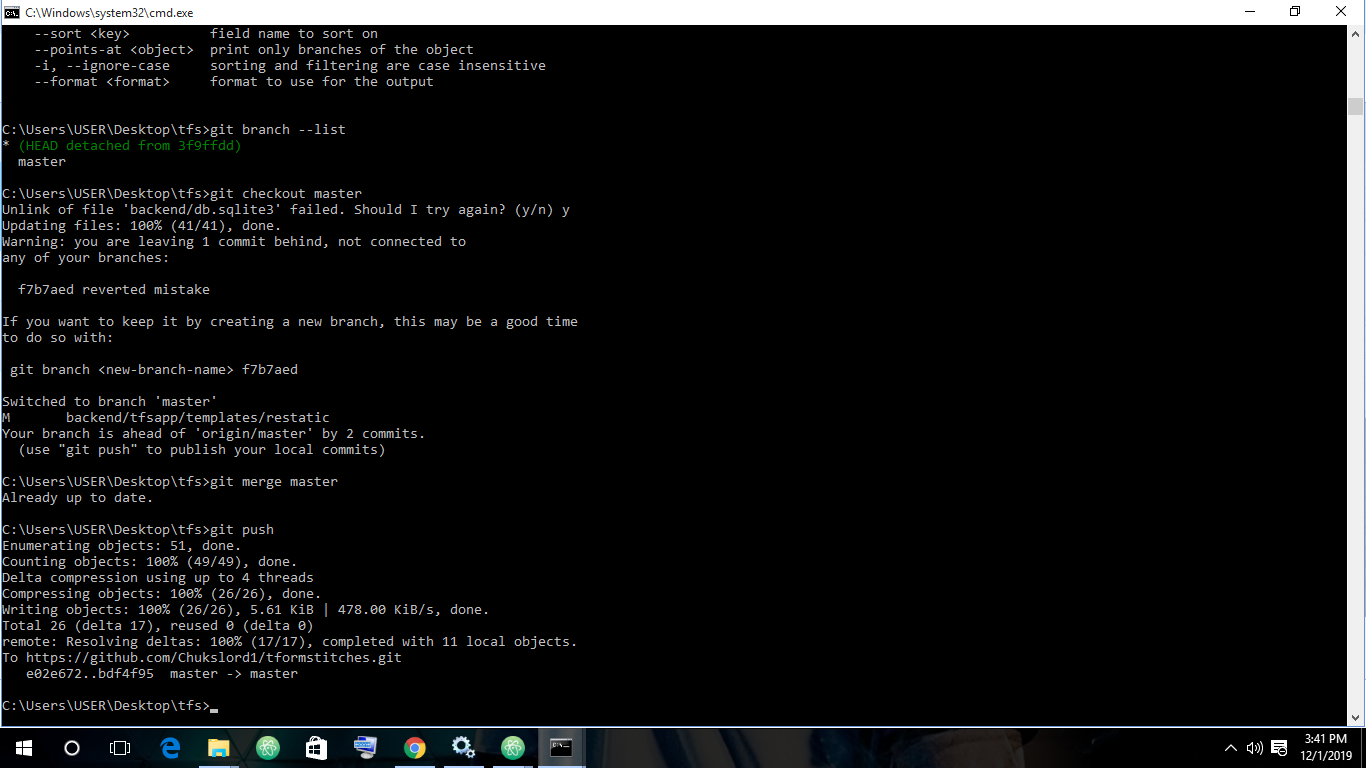 C:\Windows\system32\cmd.exe
    --sort <key>          field name to sort on
    --points-at <object>  print only branches of the object
    -i, --ignore-case     sorting and filtering are case insensitive
    --format <format>     format to use for the output
C:\Users\USER\Desktop\tfs>git branch --list
* (HEAD detached from 3f9ffdd)
  master
C:\Users\USER\Desktop\tfs>git checkout master
Unlink of file 'backend/db.sqlite3' failed. Should I try again? (y/n) y
Updating files: 100% (41/41), done.
Warning: you are leaving 1 commit behind, not connected to
any of your branches:
  f7b7aed reverted mistake
If you want to keep it by creating a new branch, this may be a good time
to do so with:
 git branch <new-branch-name> f7b7aed
Switched to branch 'master'
M       backend/tfsapp/templates/restatic
Your branch is ahead of 'origin/master' by 2 commits.
  (use "git push" to publish your local commits)
C:\Users\USER\Desktop\tfs>git merge master
Already up to date.
C:\Users\USER\Desktop\tfs>git push
Enumerating objects: 51, done.
Counting objects: 100% (49/49), done.
Delta compression using up to 4 threads
Compressing objects: 100% (26/26), done.
Writing objects: 100% (26/26), 5.61 KiB | 478.00 KiB/s, done.
Total 26 (delta 17), reused 0 (delta 0)
remote: Resolving deltas: 100% (17/17), completed with 11 local objects.
To https://github.com/Chukslord1/tformstitches.git
   e02e672..bdf4f95  master -> master
C:\Users\USER\Desktop\tfs>
3:41 PM
12/1/2019